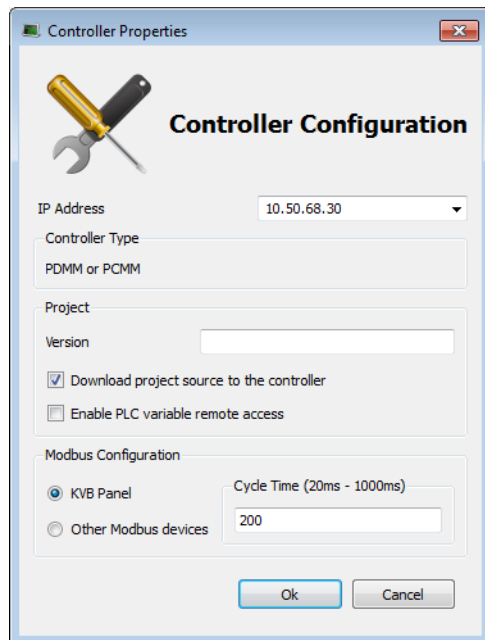 Controller Properties
Controller Configuration
IP Address
10.50.68.30
Controller Type
PDMM or PCMM
Project
Version
Download project source to the controller
Enable PLC variable remote access
Modbus Configuration
KVB Panel
Other Modbus devices
Cycle Time (20ms - 1000ms)
200
Ok
Cancel